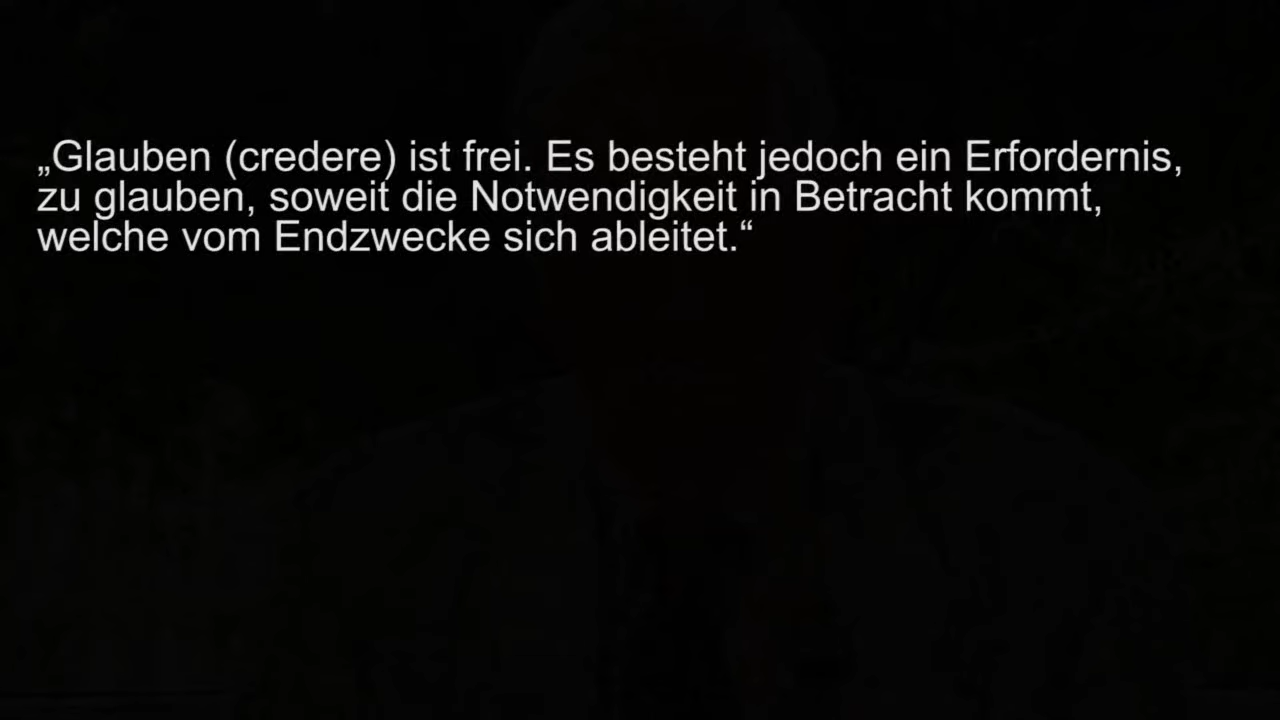 „Glauben (credere) ist frei. Es besteht jedoch ein Erfordernis,
zu glauben, soweit die Notwendigkeit in Betracht kommt,
welche vom Endzwecke sich ableitet.“